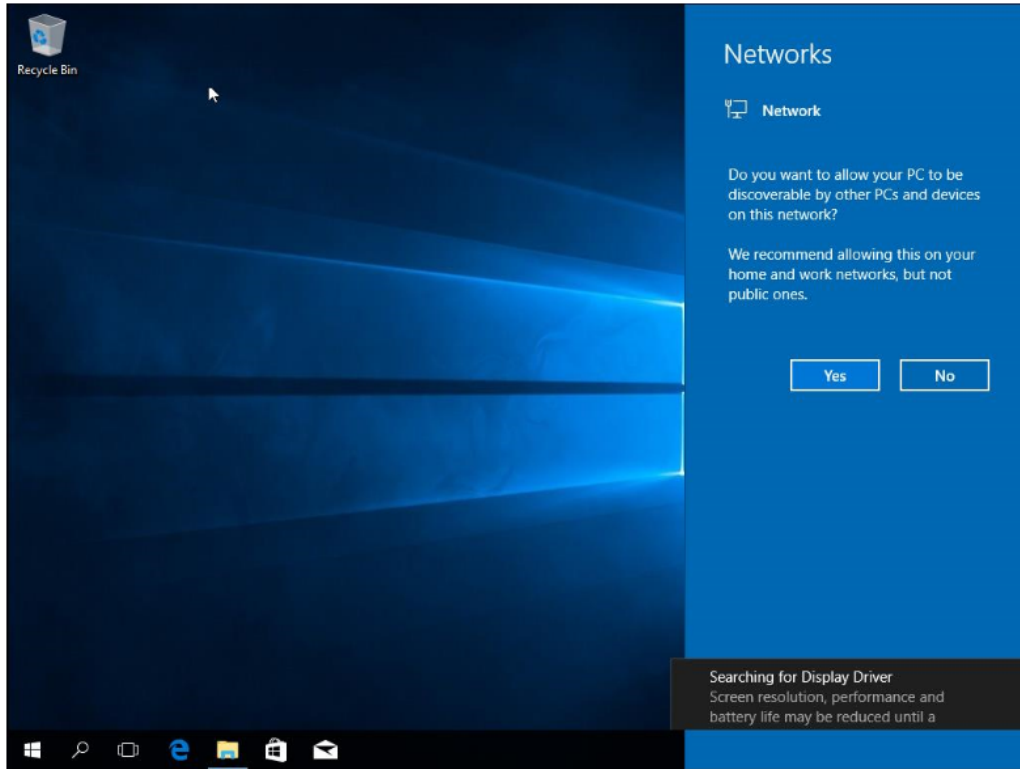 Recycle Bin
Networks
Network
Do you want to allow your PC to be
discoverable by other PCs and devices
on this network?
We recommend allowing this on your
home and work networks, but not
public ones.
Yes
No
Searching for Display Driver
Screen resolution, performance and
battery life may be reduced until a